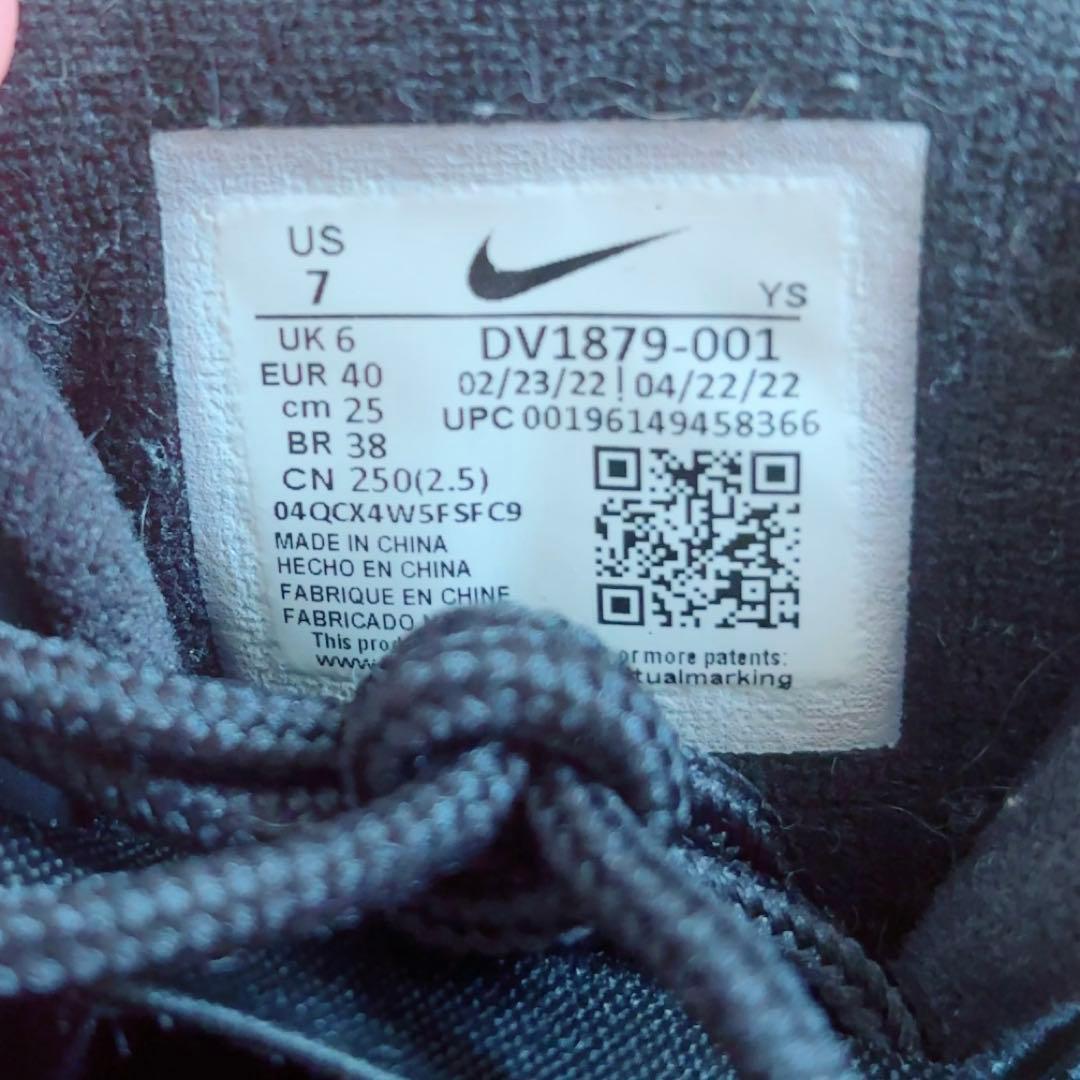 US
7
YS
UK 6
EUR 40
cm 25
BR 38
CN 250(2.5)
DV1879-001
02/23/22 | 04/22/22
UPC 00196149458366
04QCX4W5FSFC9
MADE IN CHINA
HECHO EN CHINA
FABRIQUE EN CHINE
FABRICADO
This
more patents: